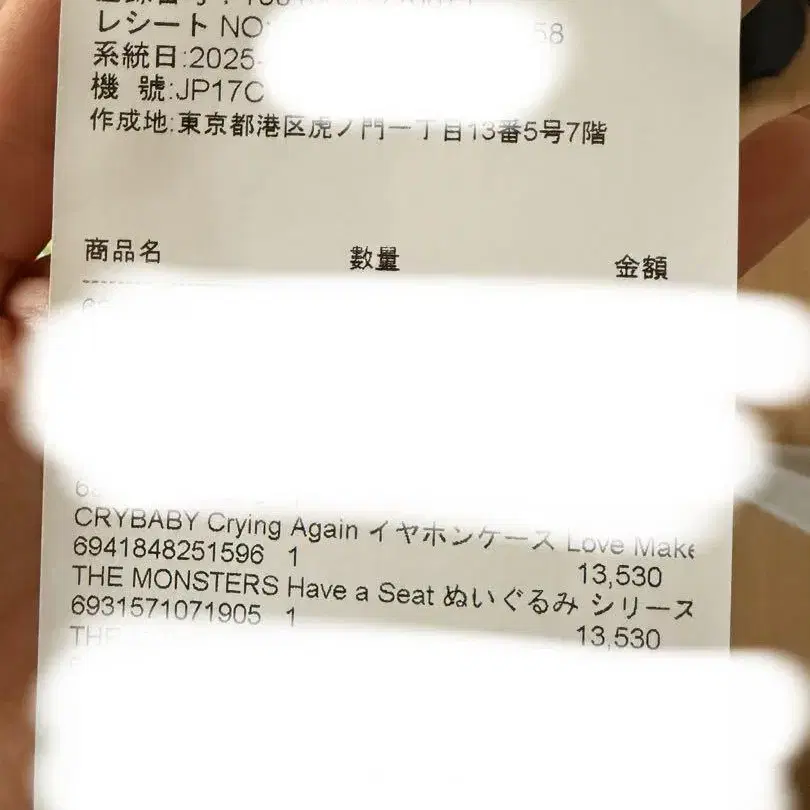 レシート NO:
58
系統日:2025-
機 號:JP17C
作成地:東京都港区虎ノ門一丁目13番5号7階
商品名 數量 金額
CRYBABY Crying Again イヤホンケース Love Make
6941848251596 1 13,530
THE MONSTERS Have a Seat ぬいぐるみ シリーズ
6931571071905 1 13,530
THE